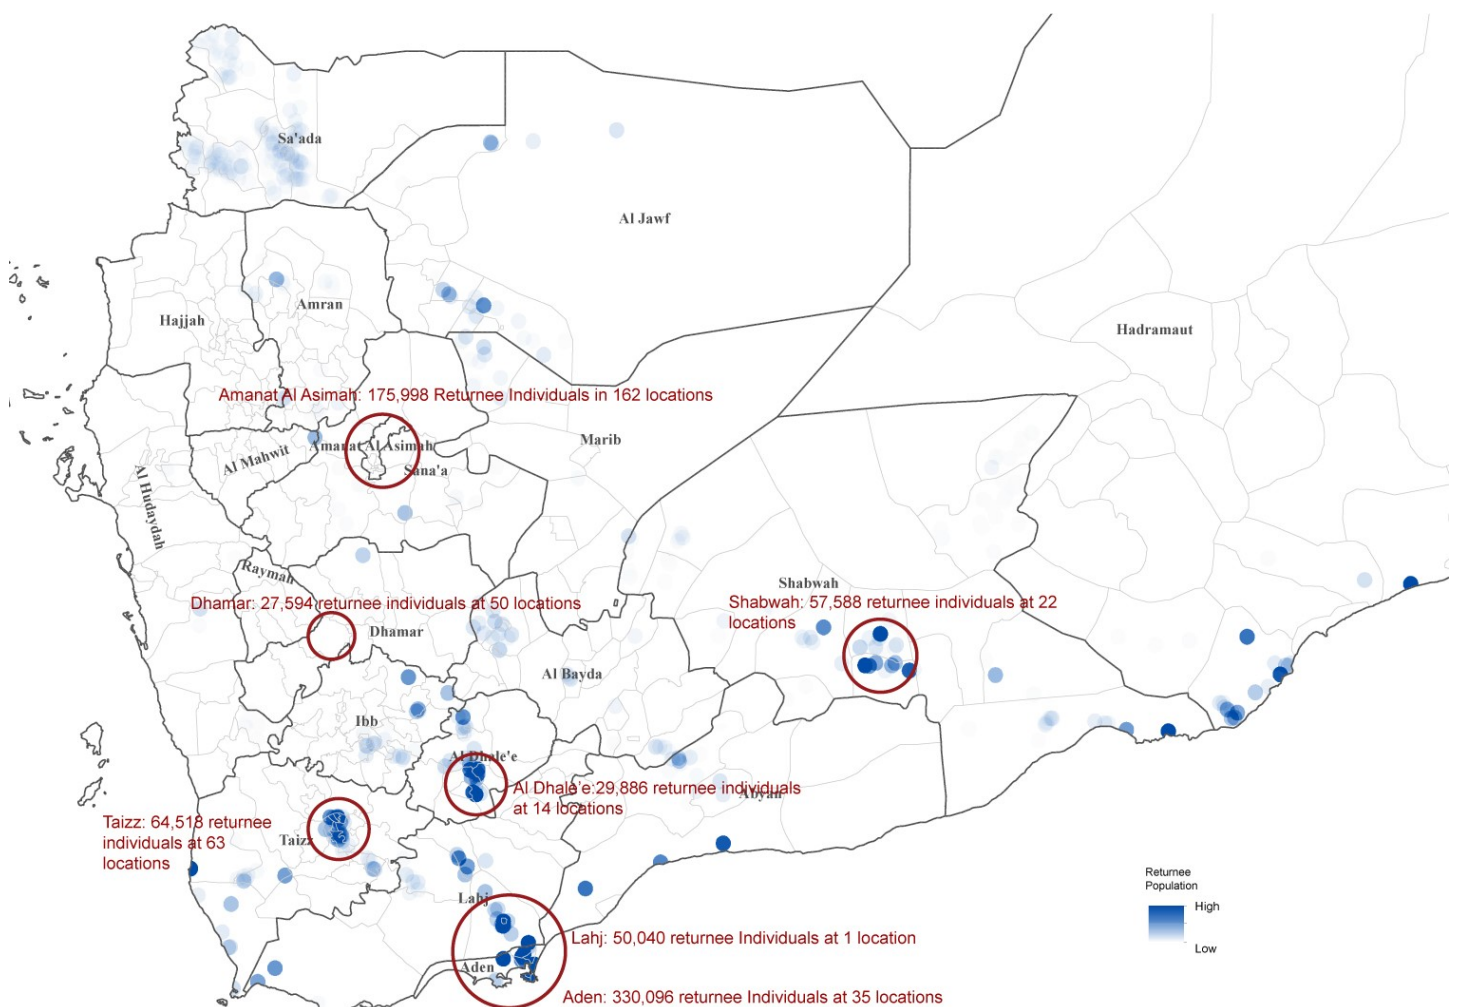 Sa'ada
Al Jawf
Hajjah
Amran
Hadramaut
Amanat Al Asimah: 175,998 Returnee Individuals in 162 locations
Marib
Al Mahwit
Amanat Al Asimah
Sana'a
Al Hudaydah
Raymah
Shabwah
Dhamar: 27,594 returnee individuals at 50 locations
Shabwah: 57,588 returnee individuals at 22
locations
Dhamar
Al Bayda
Ibb
Al Dhale'e
Al Dhale'e:29,886 returnee individuals
at 14 locations
Abyan
Taizz: 64,518 returnee
individuals at 63
locations
Taizz
Lahj
Lahj: 50,040 returnee Individuals at 1 location
Aden
Aden: 330,096 returnee Individuals at 35 locations
Returnee
Population
High
Low